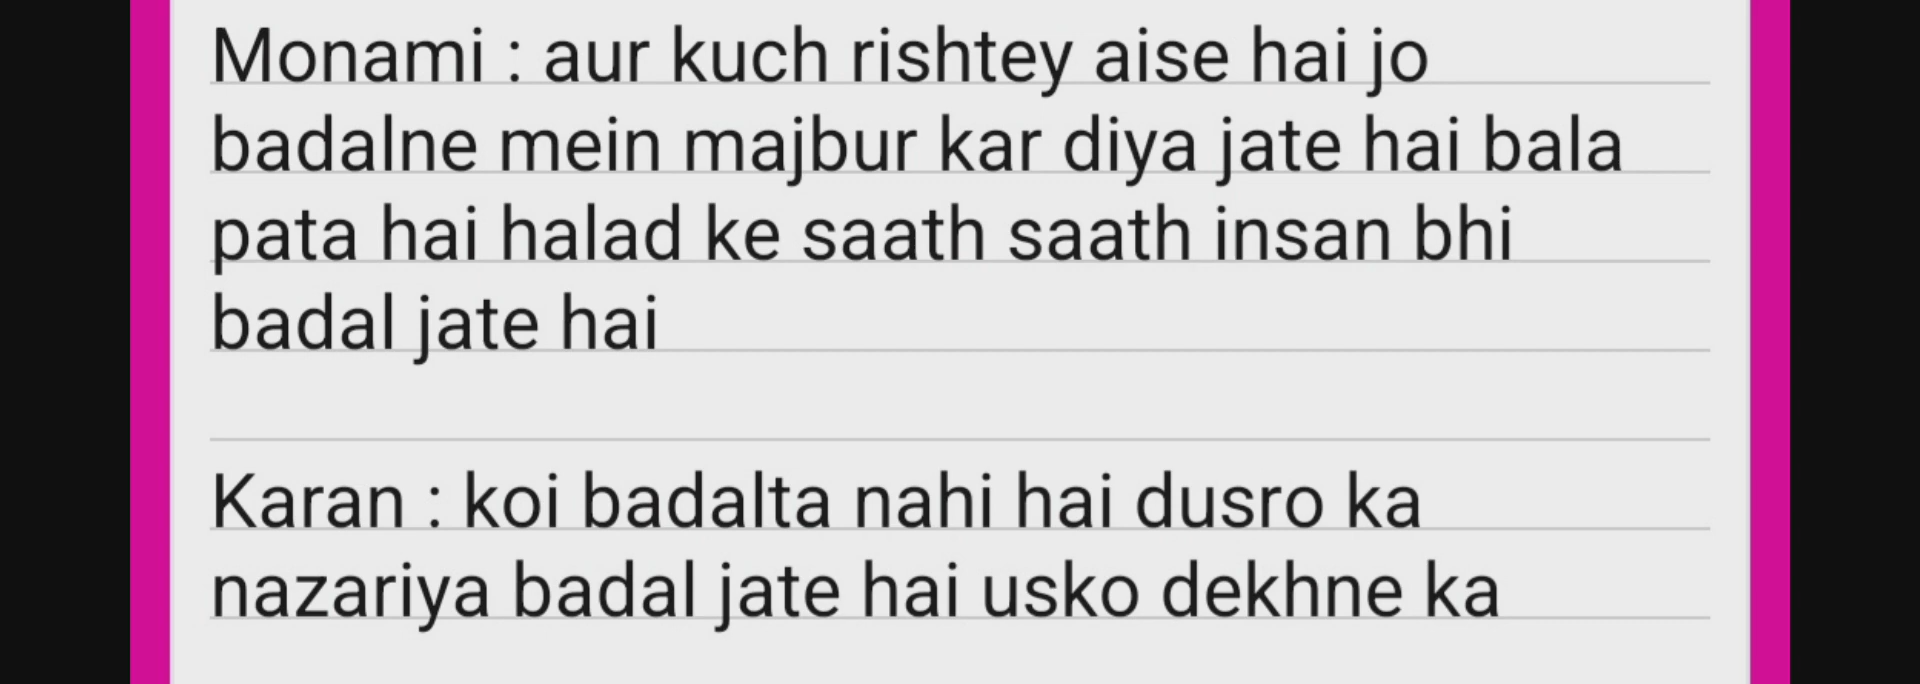 Monami : aur kuch rishtey aise hai jo
badalne mein majbur kar diya jate hai bala
pata hai halad ke saath saath insan bhi
badal jate hai
Karan : koi badalta nahi hai dusro ka
nazariya badal jate hai usko dekhne ka